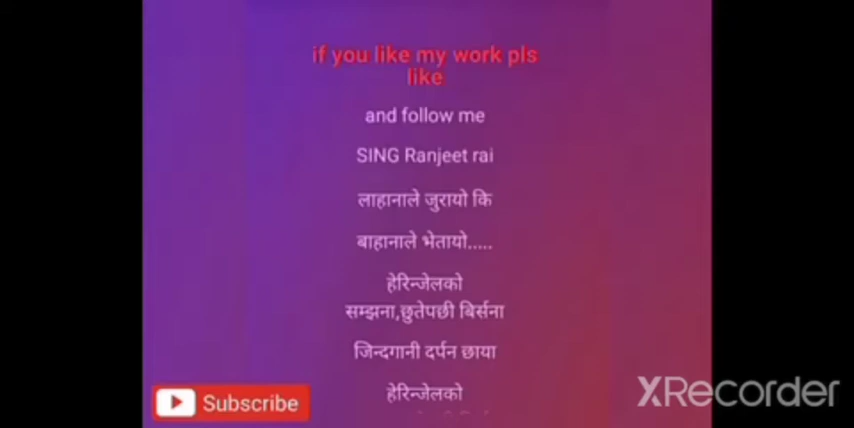 if you like my work pls
like
and follow me
SING Ranjeet rai
लाहानाले जुरायो कि
बाहानाले भेतायो.....
हेरिन्जेलको
सम्झना,छुतेपछी बिर्सना
जिन्दगानी दर्पन छाया
हेरिन्जेलको
Subscribe
XRecorder